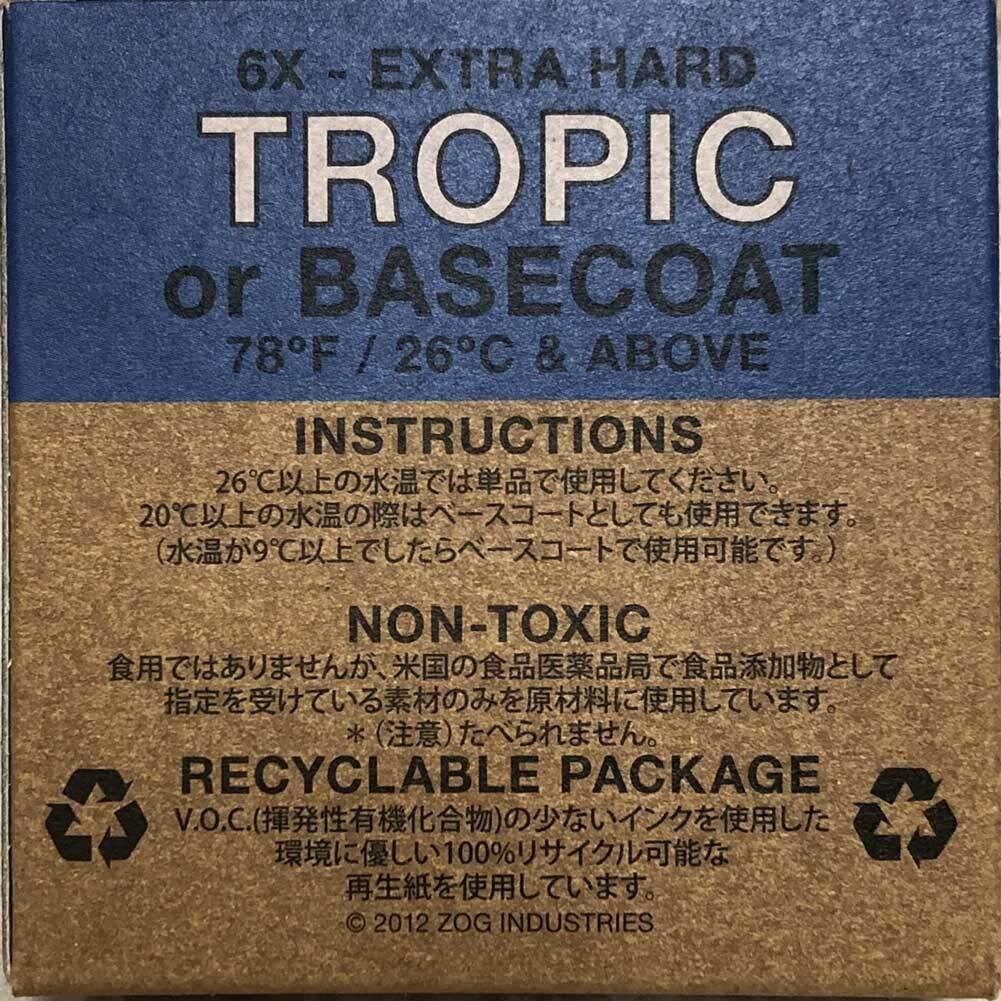 6X - EXTRA HARD
TROPIC
or BASECOAT
78°F / 26°C & ABOVE
INSTRUCTIONS
26℃以上の水温では単品で使用してください。
20℃以上の水温の際はベースコートとしても使用できます。
（水温が9℃以上でしたらベースコートで使用可能です。）
NON-TOXIC
食用ではありませんが、米国の食品医薬品局で食品添加物として
指定を受けている素材のみを原材料に使用しています。
＊（注意）たべられません。
RECYCLABLE PACKAGE
V.O.C.(揮発性有機化合物)の少ないインクを使用した
環境に優しい100%リサイクル可能な
再生紙を使用しています。
© 2012 ZOG INDUSTRIES